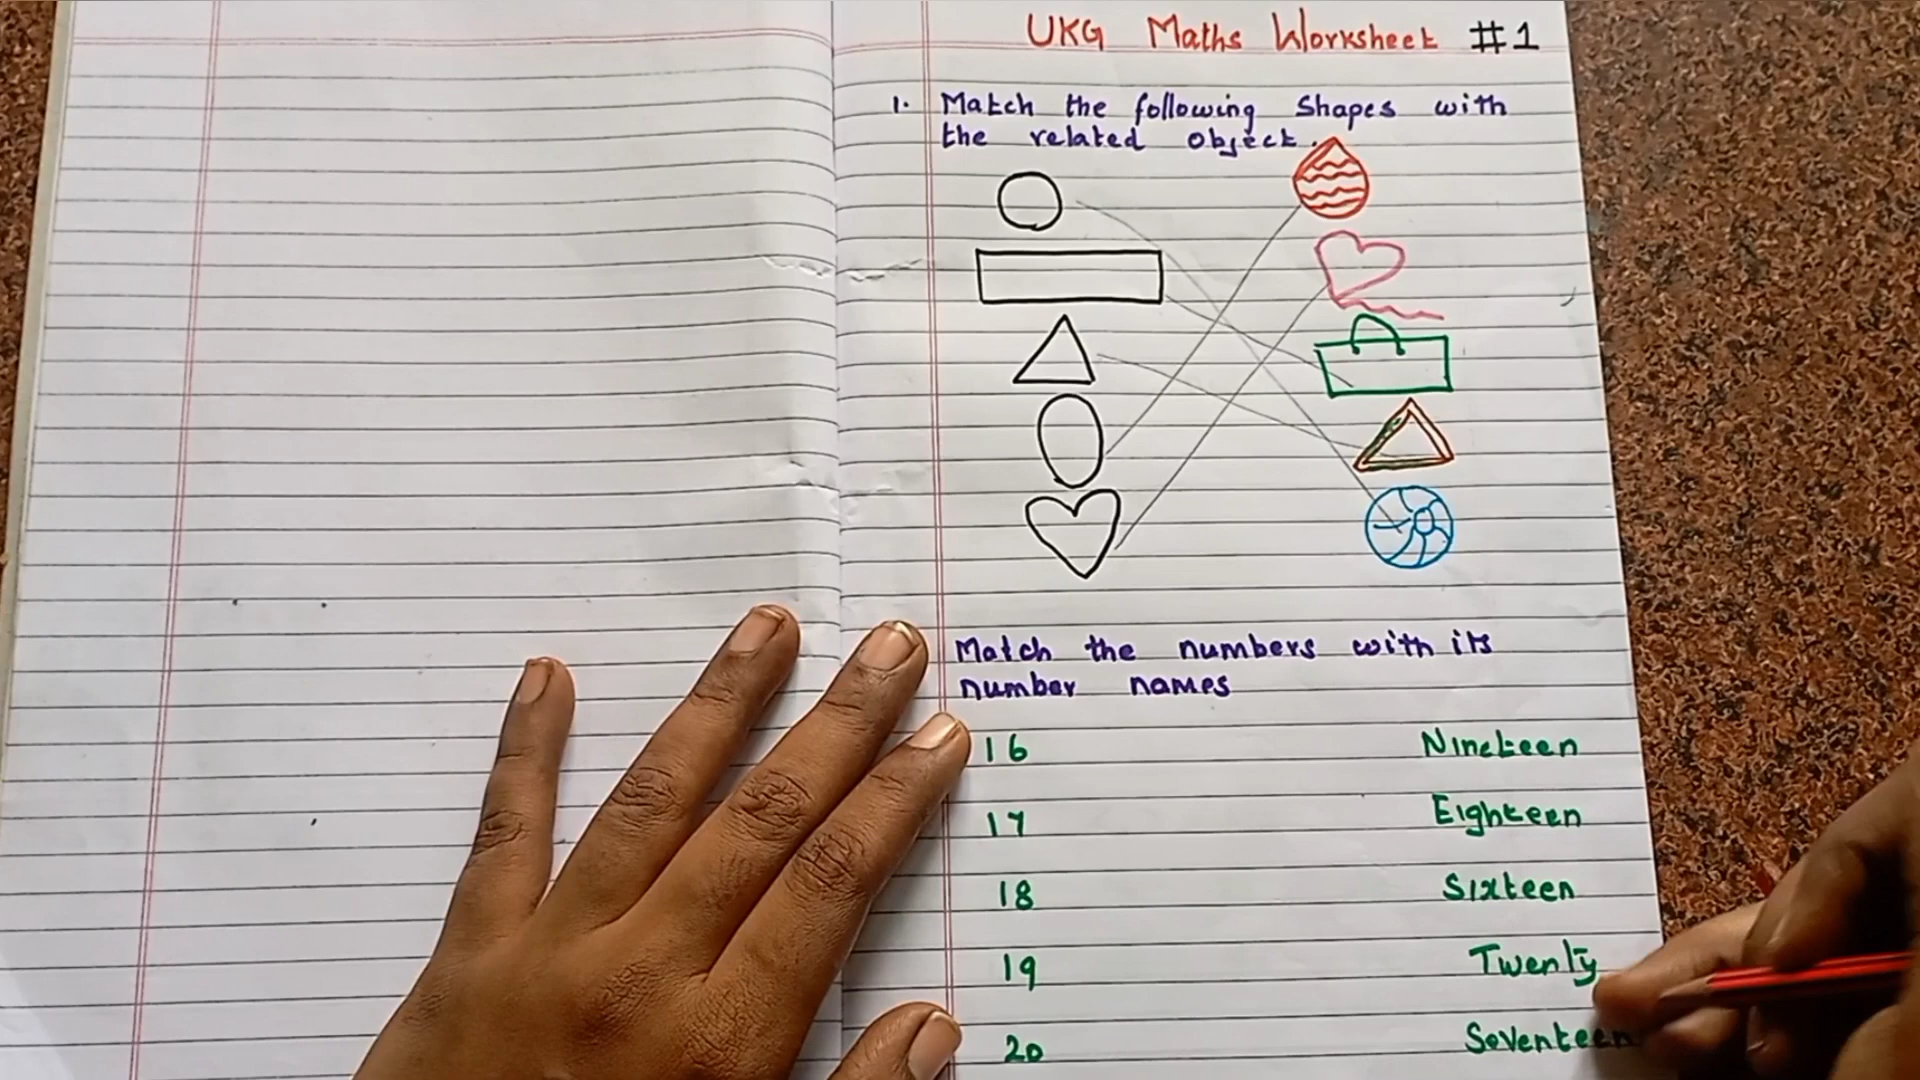 UKG Maths Worksheet #1
1. Match the following Shapes with
the related object.
Match the numbers with its
number names
16 Nineteen
17 Eighteen
18 Sixteen
19 Twenty
20 Seventeen